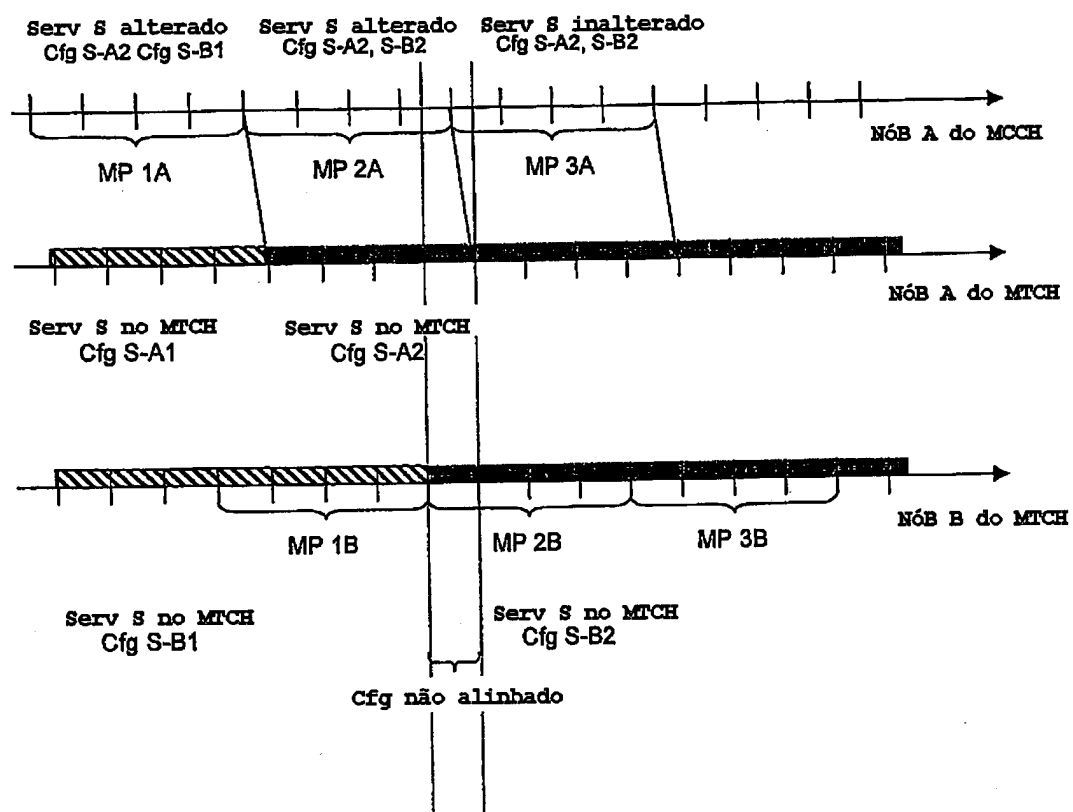 Serv S alterado
Cfg S-A2 Cfg S-B1
Serv S alterado
Cfg S-A2, S-B2
Serv S inalterado
Cfg S-A2, S-B2
NóB A do MCCH
MP 1A
MP 2A
MP 3A
NóB A do MTCH
Serv S no MTCH
Cfg S-A1
Serv S no MTCH
Cfg S-A2
NóB B do MTCH
MP 1B
MP 2B
MP 3B
Serv S no MTCH
Cfg S-B1
Serv S no MTCH
Cfg S-B2
Cfg não alinhado